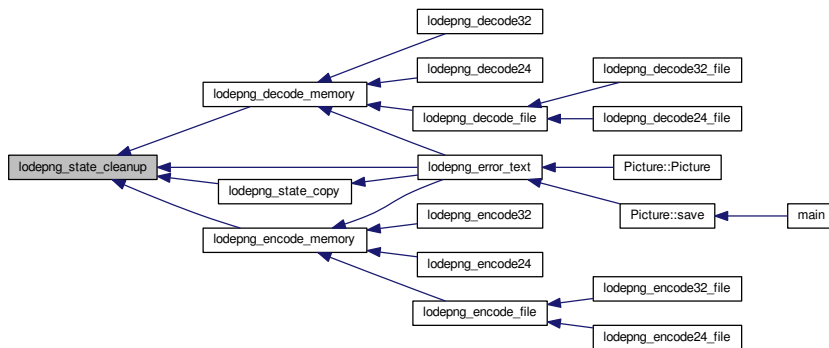 lodepng_decode32
lodepng_decode24
lodepng_decode32_file
lodepng_decode_memory
lodepng_decode_file
lodepng_decode24_file
lodepng_state_cleanup
lodepng_error_text
Picture::Picture
lodepng_state_copy
lodepng_encode32
Picture::save
main
lodepng_encode_memory
lodepng_encode24
lodepng_encode32_file
lodepng_encode_file
lodepng_encode24_file